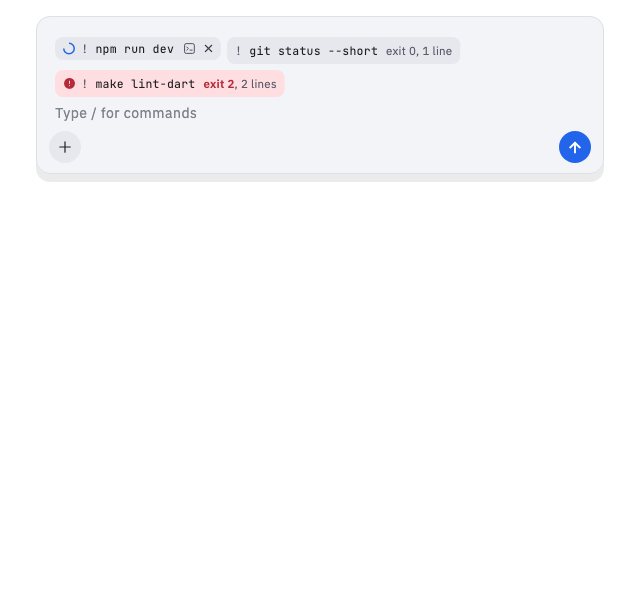 ! npm run dev ! git status --short exit 0, 1 line
! make lint-dart exit 2, 2 lines
Type / for commands